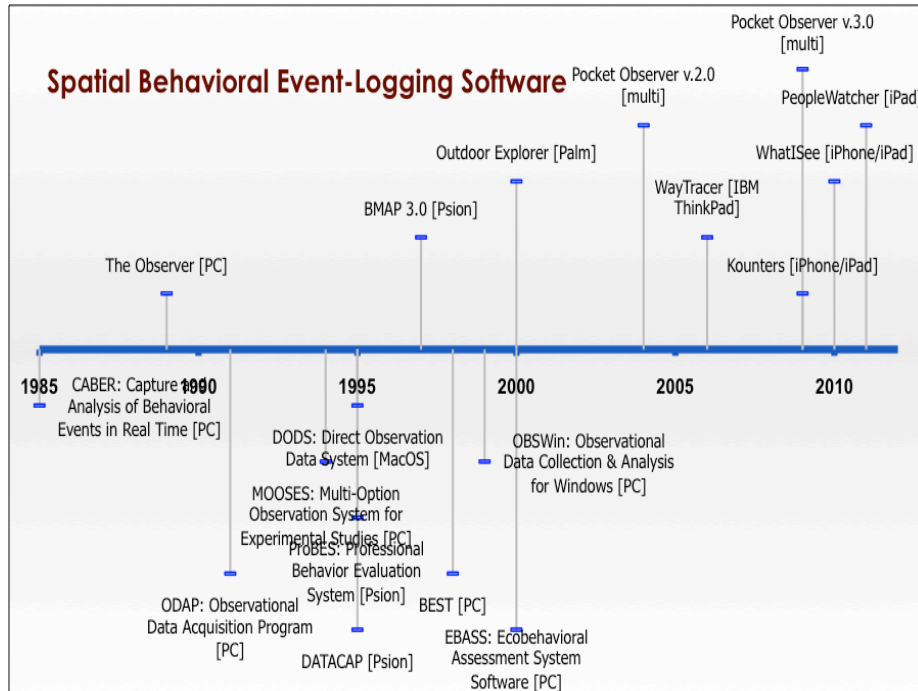 Pocket Observer v.3.0
[multi]
Spatial Behavioral Event-Logging Software
Pocket Observer v.2.0
[multi]
PeopleWatcher [iPad]
Outdoor Explorer [Palm]
WhatISee [iPhone/iPad]
BMAP 3.0 [Psion]
WayTracer [IBM
ThinkPad]
The Observer [PC]
Kounters [iPhone/iPad]
1985 1990 1995 2000 2005 2010
CABER: Capture and
Analysis of Behavioral
Events in Real Time [PC]
DODS: Direct Observation
Data System [MacOS]
OBSWin: Observational
Data Collection & Analysis
for Windows [PC]
MOOSES: Multi-Option
Observation System for
Experimental Studies [PC]
ProBES: Professional
Behavior Evaluation
System [Psion]
ODAP: Observational
Data Acquisition Program
[PC]
BEST [PC]
DATACAP [Psion]
EBASS: Ecobehavioral
Assessment System
Software [PC]